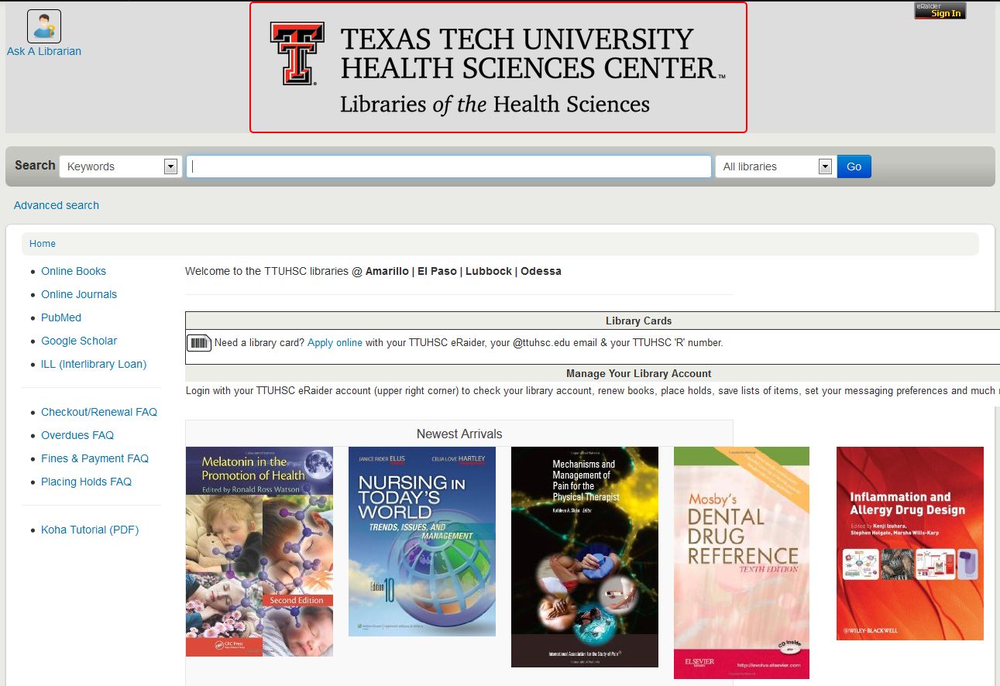 eRaider
Sign In
Ask A Librarian
TEXAS TECH UNIVERSITY
HEALTH SCIENCES CENTER™
Libraries of the Health Sciences
Search Keywords All libraries Go
Advanced search
Home
Online Books
Online Journals
PubMed
Google Scholar
ILL (Interlibrary Loan)
Checkout/Renewal FAQ
Overdues FAQ
Fines & Payment FAQ
Placing Holds FAQ
Koha Tutorial (PDF)
Welcome to the TTUHSC libraries @ Amarillo | El Paso | Lubbock | Odessa
Library Cards
Need a library card? Apply online with your TTUHSC eRaider, your @ttuhsc.edu email & your TTUHSC 'R' number.
Manage Your Library Account
Login with your TTUHSC eRaider account (upper right corner) to check your library account, renew books, place holds, save lists of items, set your messaging preferences and much
Newest Arrivals
Melatonin in the
Promotion of Health
Edited by Ronald Ross Watson
Second Edition
CRC Press
JANICE RIDER ELLIS CELIA LOVE HARTLEY
NURSING IN
TODAY'S
WORLD
TRENDS, ISSUES, AND
MANAGEMENT
Edition 10
Mechanisms and
Management of
Pain for the
Physical Therapist
Kathleen A. Sluka Editor
International Association for the Study of Pain®
Mosby's
DENTAL
DRUG
REFERENCE
TENTH EDITION
CD Inside
ELSEVIER
http://evolve.elsevier.com
Inflammation and
Allergy Drug Design
Edited by Kenji Izuhara,
Stephen Holgate, Marsha Wills-Karp
WILEY-BLACKWELL